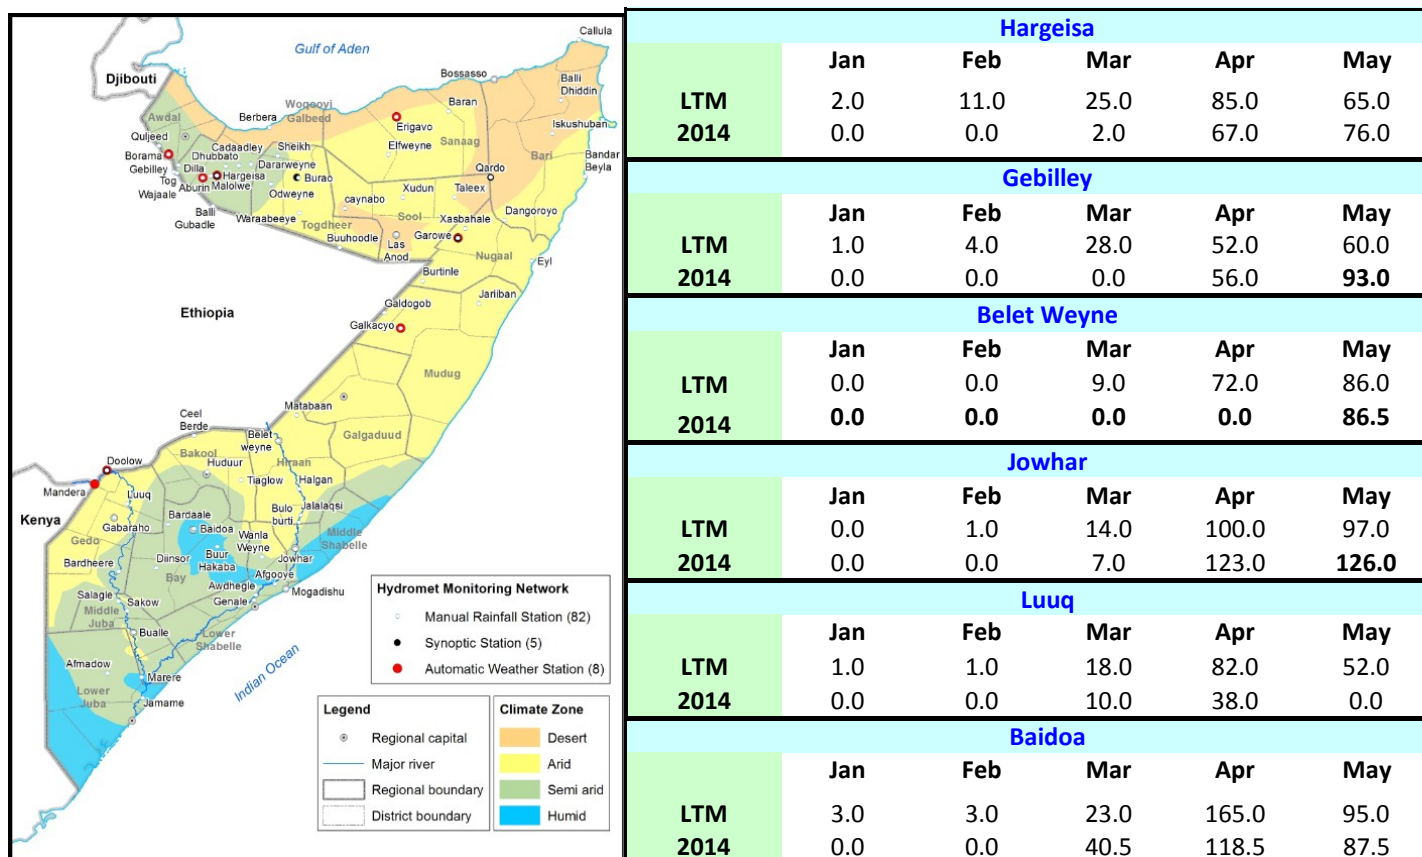 Callula
Gulf of Aden
Djibouti
Bossasso
Balli
Dhiddin
Baran
Woqooyi
Galbeed
Awdal
Berbera
Erigavo
Iskushuban
Quljeed
Cadaadley
Sheikh
Elfweyne
Sanaag
Bari
Borama
Dhubbato
Dararweyne
Bandar
Beyla
Gebilley
Dilla
Hargeisa
Burao
Qardo
Tog
Wajaale
Aburin
Malolwe
Odweyne
Xudun
Taleex
caynabo
Balli
Gubadle
Waraabeeye
Togdheer
Sool
Xasbahale
Dangoroyo
Buuhoodle
Las
Anod
Garowe
Nugaal
Eyl
Burtinle
Jariiban
Galdogob
Ethiopia
Galkacyo
Mudug
Matabaan
Ceel
Berde
Belet
weyne
Galgaduud
Bakool
Doolow
Huduur
Hiraan
Mandera
Luuq
Tiaglow
Halgan
Kenya
Bulo
burti
Jalalaqsi
Bardaale
Gabaraho
Baidoa
Wanla
Weyne
Middle
Shabelle
Gedo
Buur
Hakaba
Bardheere
Diinsor
Jowhar
Bay
Afgooye
Awdhegle
Mogadishu
Salagle
Genale
Sakow
Middle
Juba
Bualle
Lower
Shabelle
Afmadow
Marere
Indian Ocean
Lower
Juba
Jamame
Hydromet Monitoring Network
Manual Rainfall Station (82)
Synoptic Station (5)
Automatic Weather Station (8)
Legend
Regional capital
Major river
Regional boundary
District boundary
Climate Zone
Desert
Arid
Semi arid
Humid
Hargeisa
Jan Feb Mar Apr May
LTM 2.0 11.0 25.0 85.0 65.0
2014 0.0 0.0 2.0 67.0 76.0
Gebilley
Jan Feb Mar Apr May
LTM 1.0 4.0 28.0 52.0 60.0
2014 0.0 0.0 0.0 56.0 93.0
Belet Weyne
Jan Feb Mar Apr May
LTM 0.0 0.0 9.0 72.0 86.0
2014 0.0 0.0 0.0 0.0 86.5
Jowhar
Jan Feb Mar Apr May
LTM 0.0 1.0 14.0 100.0 97.0
2014 0.0 0.0 7.0 123.0 126.0
Luuq
Jan Feb Mar Apr May
LTM 1.0 1.0 18.0 82.0 52.0
2014 0.0 0.0 10.0 38.0 0.0
Baidoa
Jan Feb Mar Apr May
LTM 3.0 3.0 23.0 165.0 95.0
2014 0.0 0.0 40.5 118.5 87.5